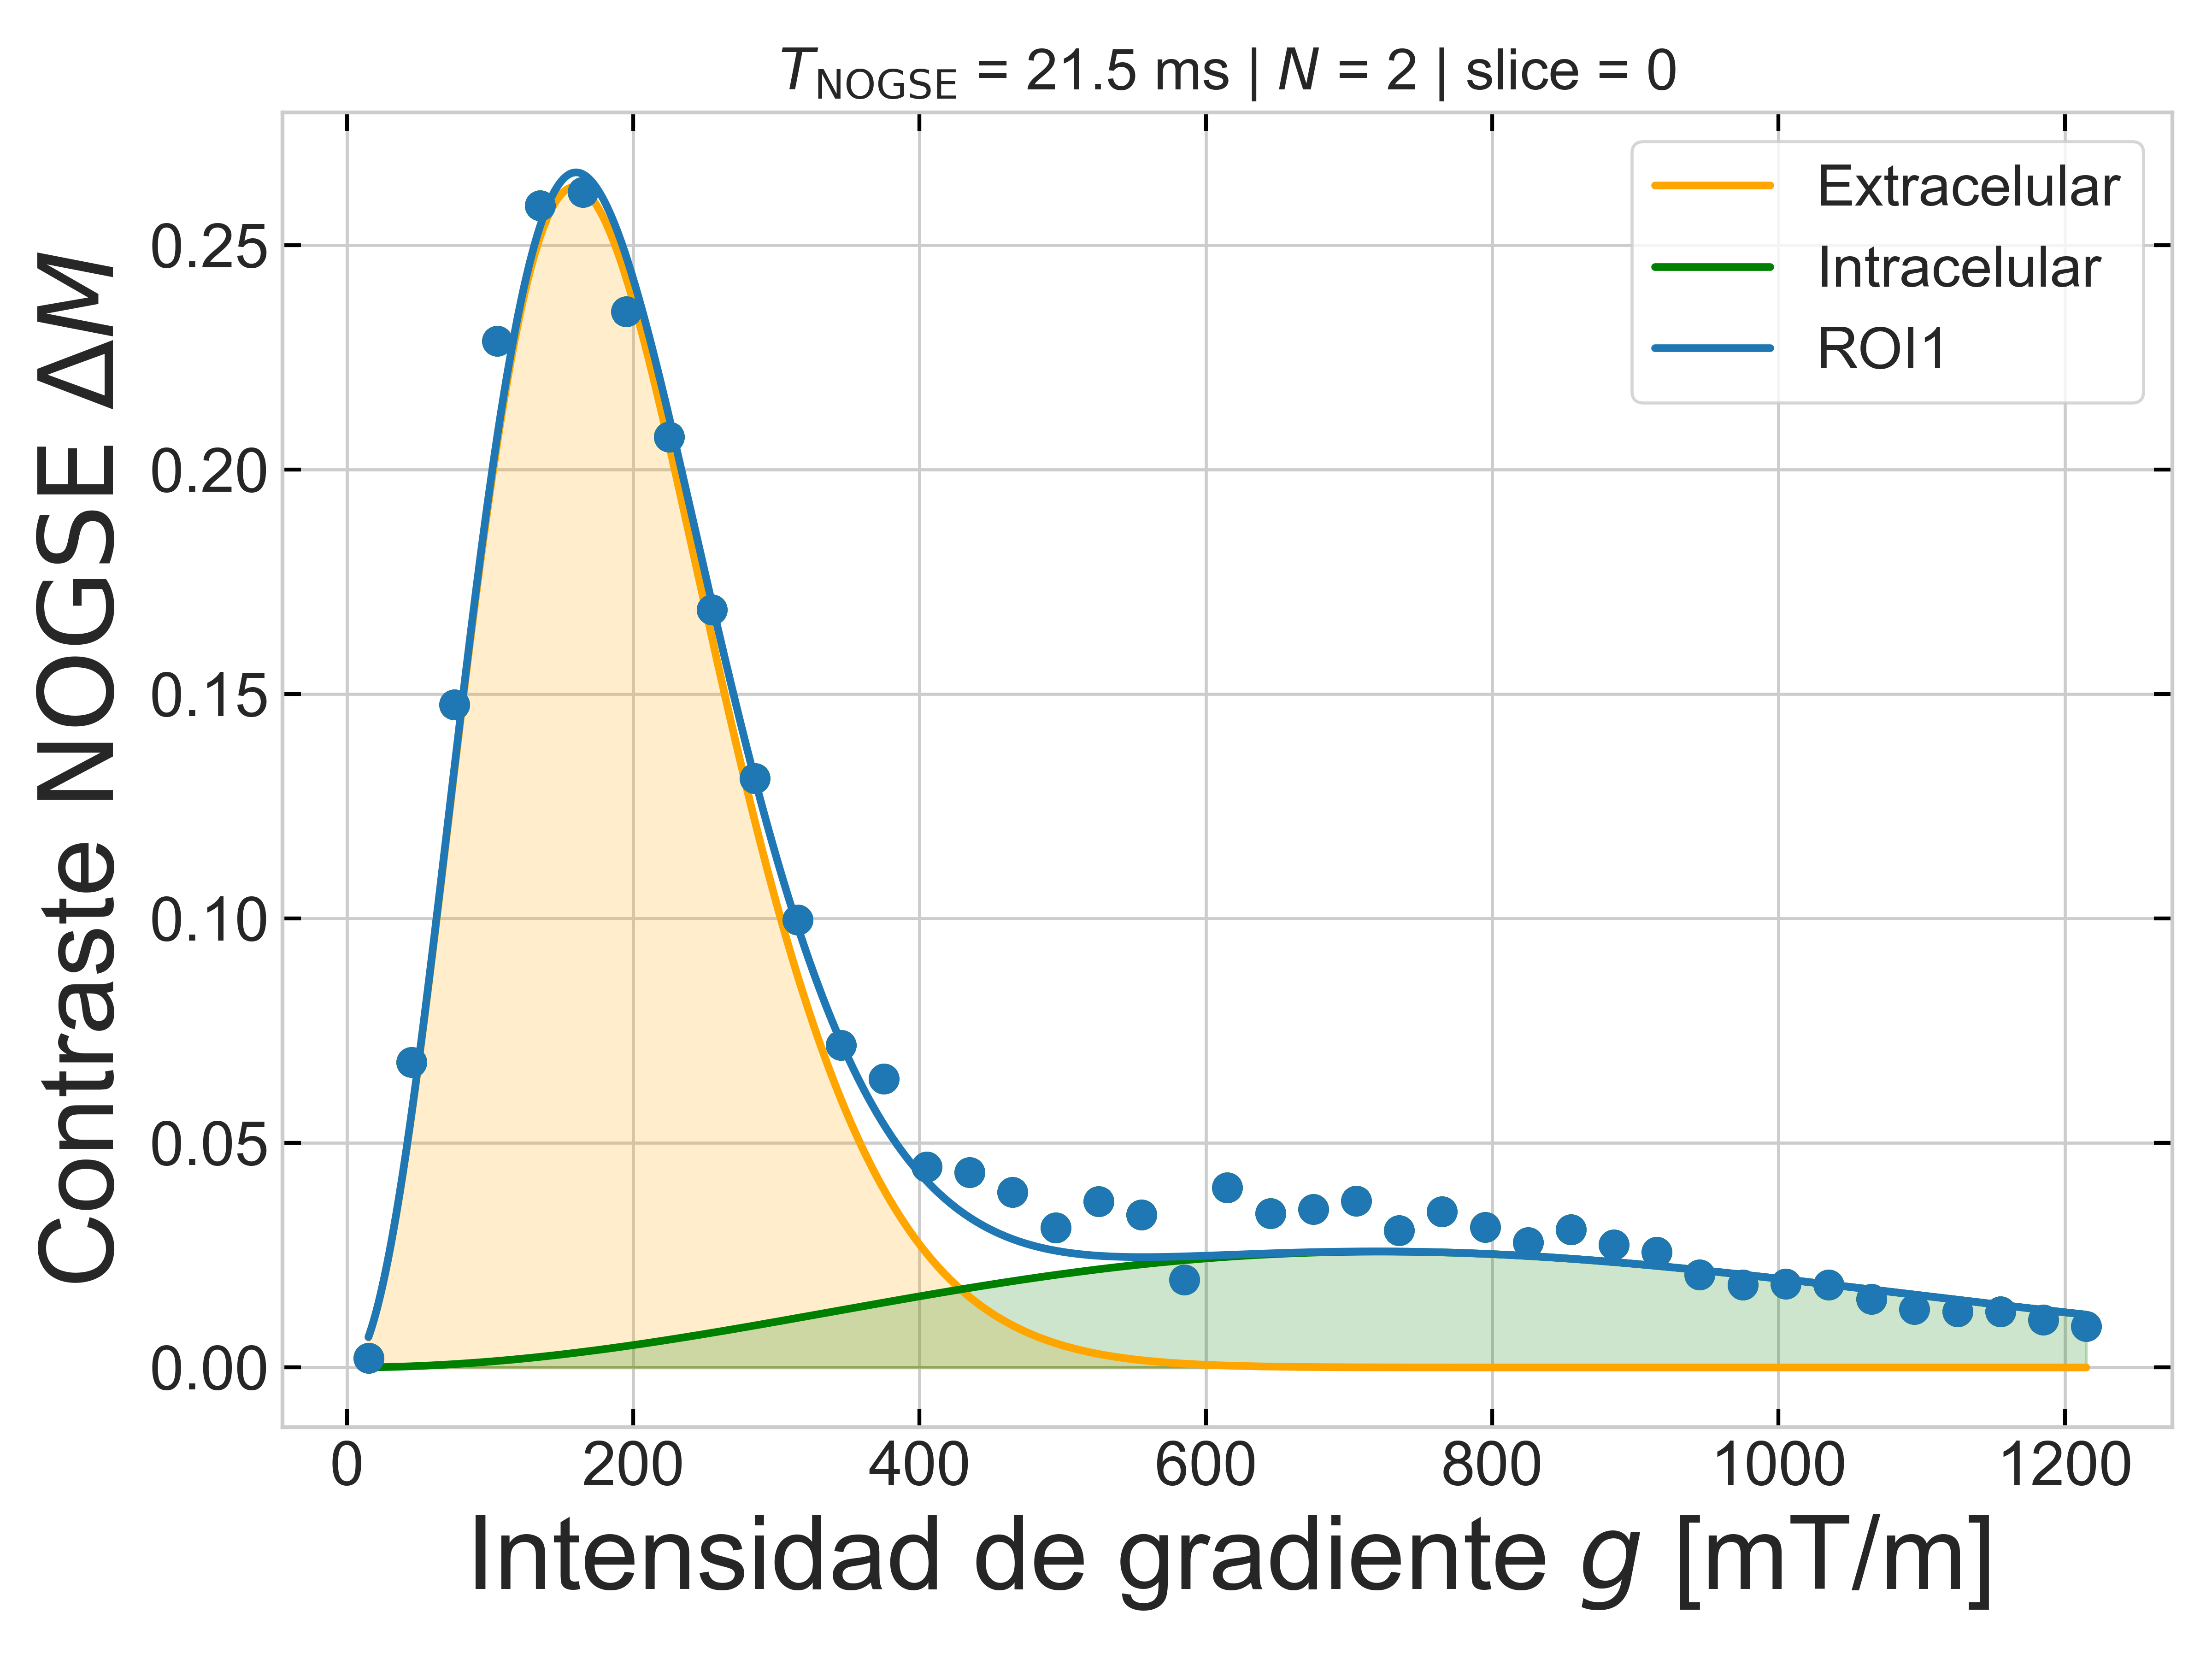 T_NOGSE = 21.5 ms | N = 2 | slice = 0
Extracelular
Intracelular
ROI1
Contraste NOGSE ΔM
0.25
0.20
0.15
0.10
0.05
0.00
0 200 400 600 800 1000 1200
Intensidad de gradiente g [mT/m]